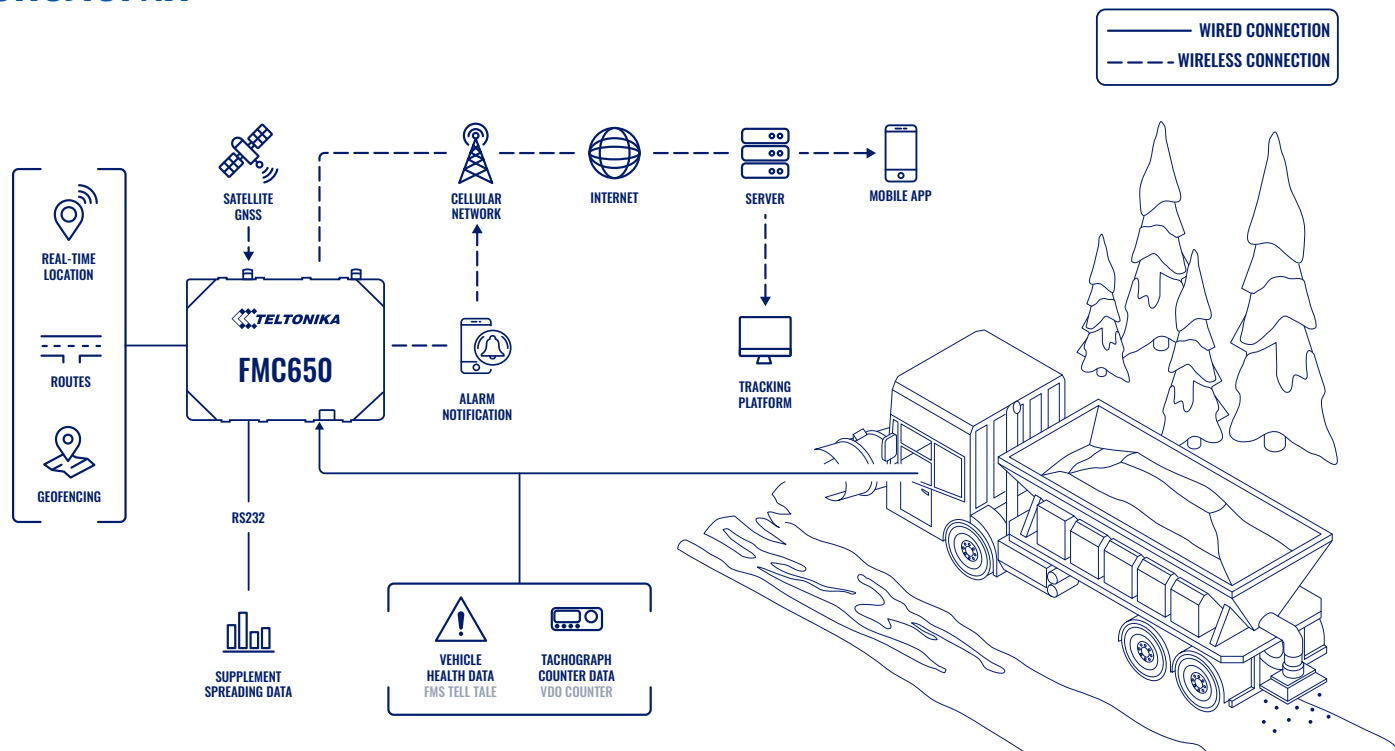 WIRED CONNECTION
WIRELESS CONNECTION
SATELLITE
GNSS
CELLULAR
NETWORK
INTERNET
SERVER
MOBILE APP
REAL-TIME
LOCATION
ROUTES
GEOFENCING
TELTONIKA
FMC650
ALARM
NOTIFICATION
TRACKING
PLATFORM
RS232
SUPPLEMENT
SPREADING DATA
VEHICLE
HEALTH DATA
FMS TELL TALE
TACHOGRAPH
COUNTER DATA
VDO COUNTER